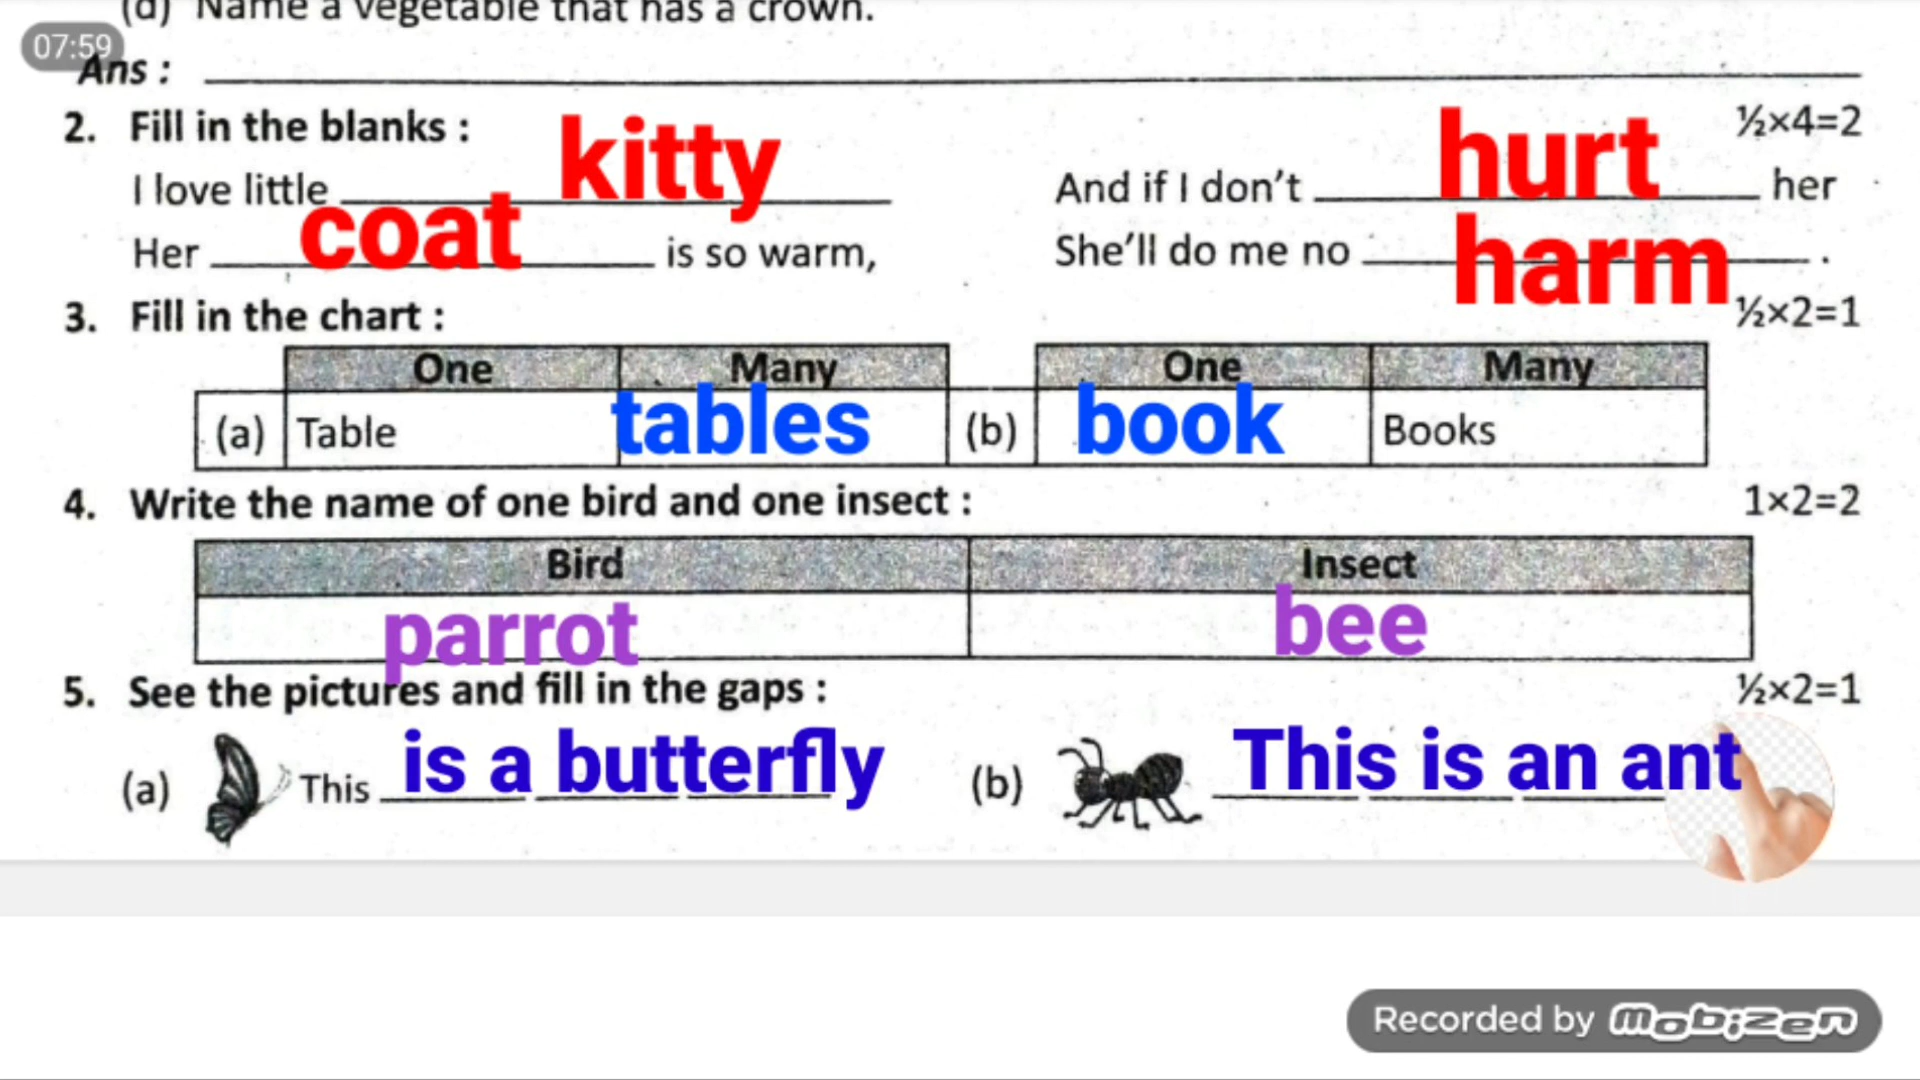 (d) Name a vegetable that has a crown.
07:59
Ans :
2. Fill in the blanks : ½×4=2
I love little kitty And if I don't hurt her
Her coat is so warm, She'll do me no harm .
3. Fill in the chart : ½×2=1
One Many One Many
(a) Table tables (b) book Books
4. Write the name of one bird and one insect : 1×2=2
Bird Insect
parrot bee
5. See the pictures and fill in the gaps : ½×2=1
(a) This is a butterfly (b) This is an ant
Recorded by Mobizen